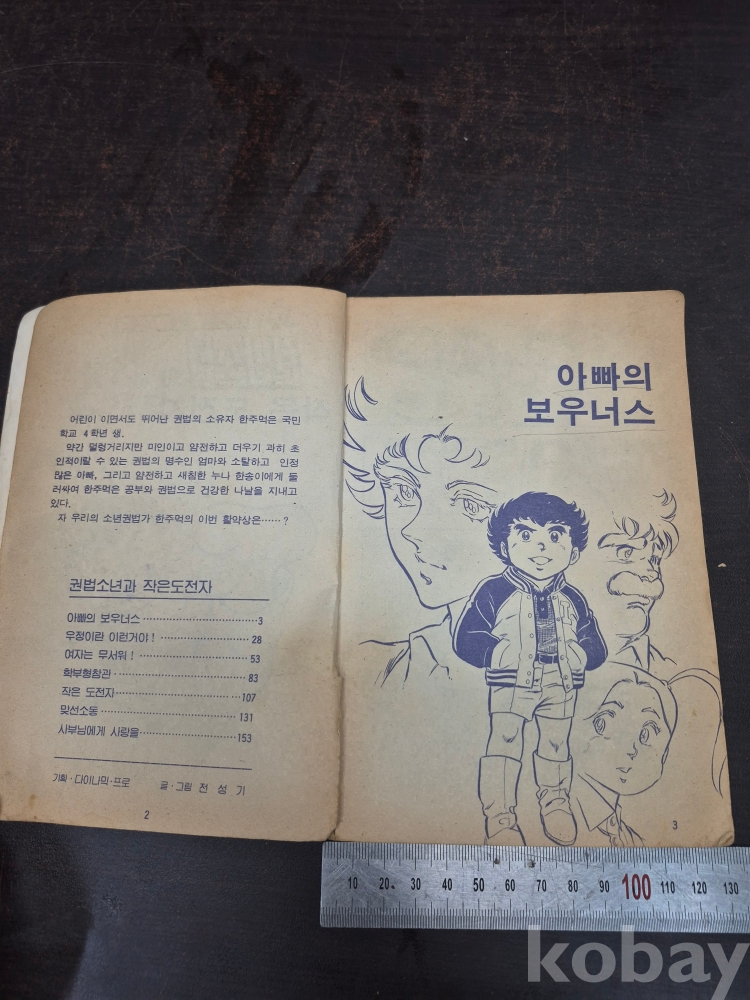 어린이 이면서도 뛰어난 권법의 소유자 한주먹은 국민
학교 4학년 생.
약간 덜렁거리지만 미인이고 얌전하고 더우기 과히 초
인적이랄 수 있는 권법의 명수인 엄마와 소탈하고 인정
많은 아빠, 그리고 얌전하고 새침한 누나 한송이에게 둘
러싸여 한주먹은 공부와 권법으로 건강한 나날을 지내고
있다.
자 우리의 소년권법가 한주먹의 이번 활약상은……?
권법소년과 작은도전자
아빠의 보우너스 ……………………………3
우정이란 이런거야! ……………………… 28
여자는 무서워! …………………………… 53
학부형참관 ………………………………… 83
작은 도전자………………………………… 107
맞선소동 …………………………………… 131
사부님에게 사랑을………………………… 153
기획·다이나믹·프로 글·그림 전성기
2
아빠의
보우너스
3
10 20 30 40 50 60 70 80 90 100 110 120 130
kobay